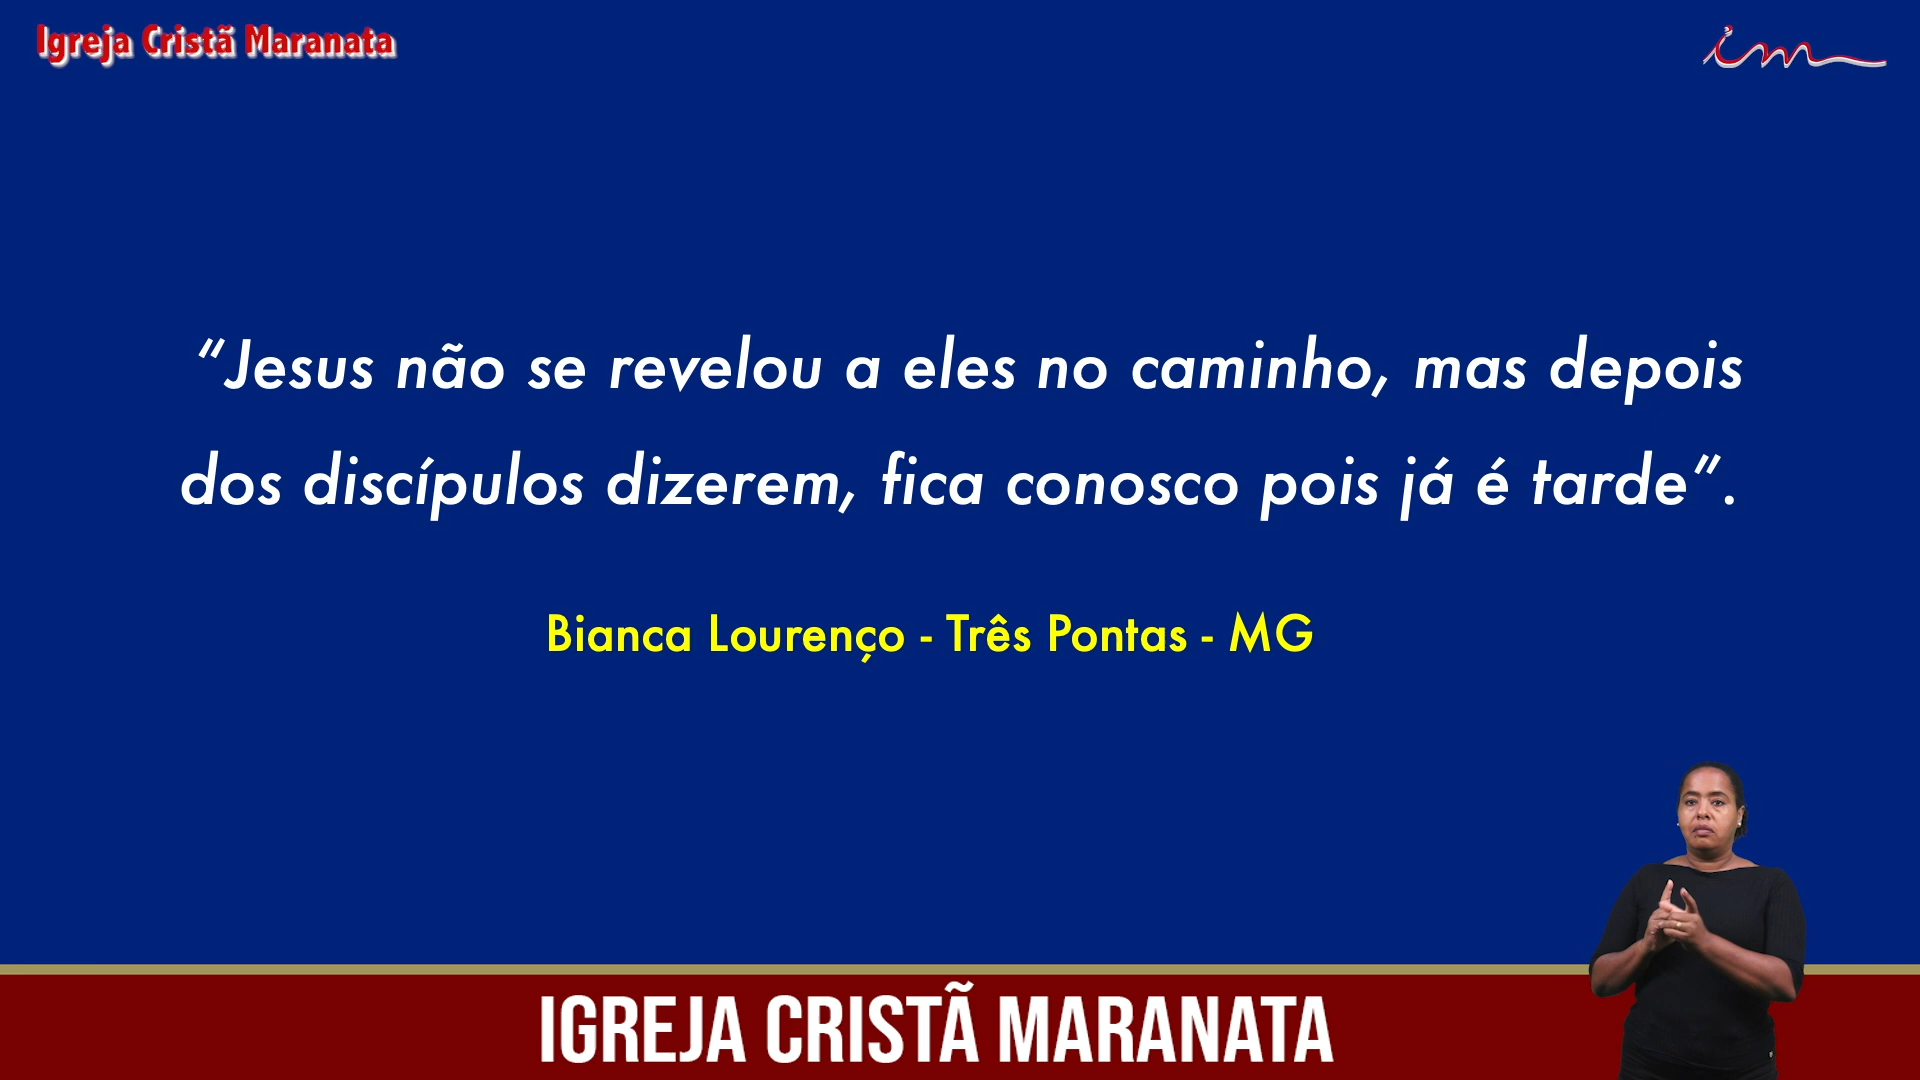 Igreja Cristã Maranata
im
“Jesus não se revelou a eles no caminho, mas depois
dos discípulos dizerem, fica conosco pois já é tarde”.
Bianca Lourenço - Três Pontas - MG
IGREJA CRISTÃ MARANATA